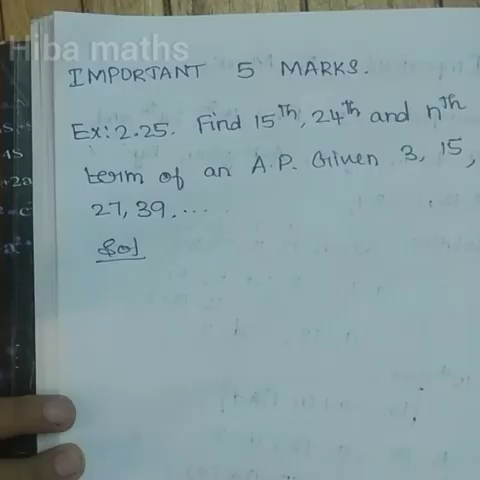 Hiba maths
IMPORTANT 5 MARKS.
Ex: 2.25. Find 15th, 24th and nth
term of an A.P. Given 3, 15,
27, 39.....
Sol